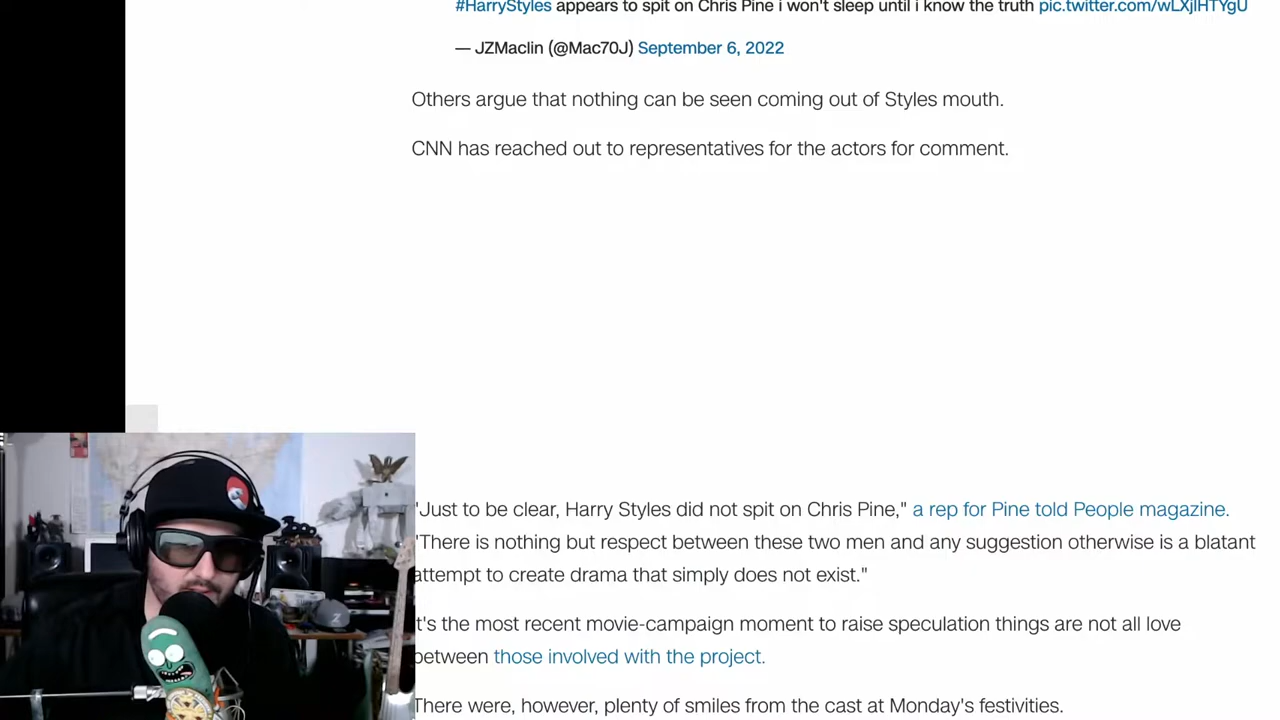 #HarryStyles appears to spit on Chris Pine i won't sleep until i know the truth pic.twitter.com/wLXjlHTYgU
— JZMaclin (@Mac70J) September 6, 2022
Others argue that nothing can be seen coming out of Styles mouth.
CNN has reached out to representatives for the actors for comment.
"Just to be clear, Harry Styles did not spit on Chris Pine," a rep for Pine told People magazine.
"There is nothing but respect between these two men and any suggestion otherwise is a blatant
attempt to create drama that simply does not exist."
t's the most recent movie-campaign moment to raise speculation things are not all love
between those involved with the project.
There were, however, plenty of smiles from the cast at Monday's festivities.